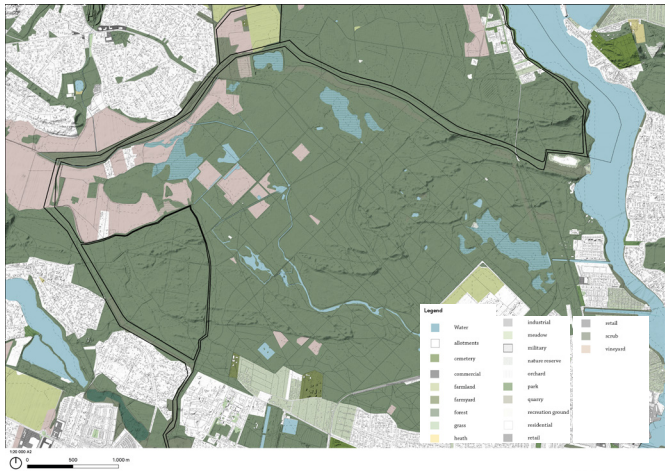 Legend
Water
allotments
cemetery
commercial
farmland
farmyard
forest
grass
heath
industrial
meadow
military
nature reserve
orchard
park
quarry
recreation ground
residential
retail
retail
scrub
vineyard
1:20 000 A3
0 500 1,000 m